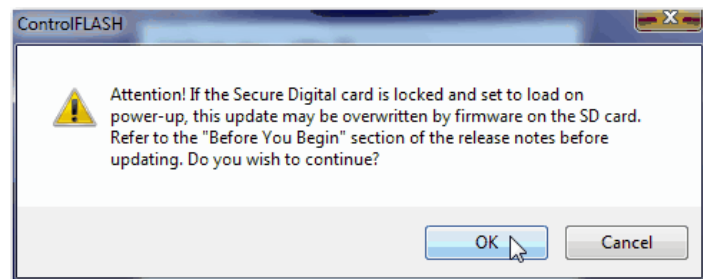 ControlFLASH
Attention! If the Secure Digital card is locked and set to load on
power-up, this update may be overwritten by firmware on the SD card.
Refer to the "Before You Begin" section of the release notes before
updating. Do you wish to continue?
OK
Cancel